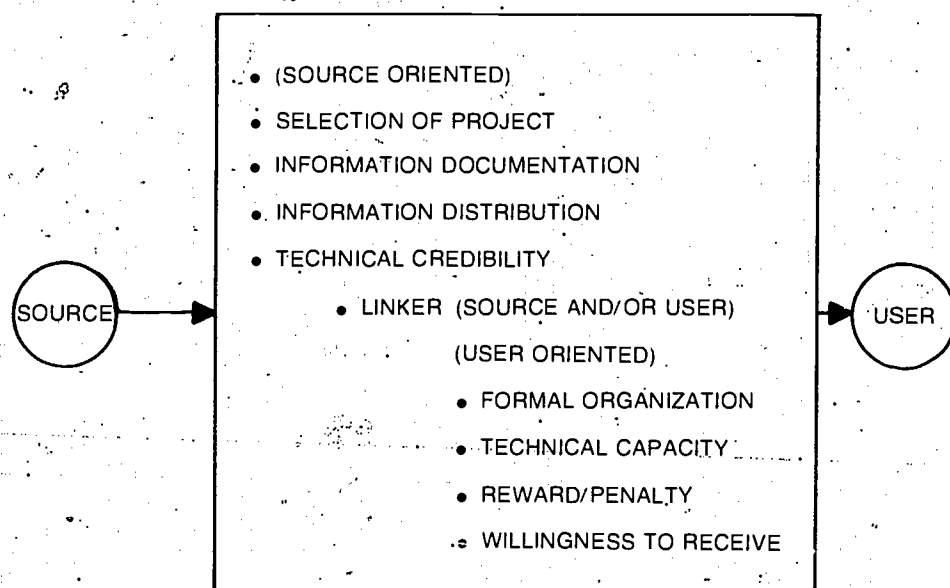 • (SOURCE ORIENTED)
• SELECTION OF PROJECT
• INFORMATION DOCUMENTATION
• INFORMATION DISTRIBUTION
• TECHNICAL CREDIBILITY
SOURCE
• LINKER (SOURCE AND/OR USER)
USER
(USER ORIENTED)
• FORMAL ORGANIZATION
• TECHNICAL CAPACITY
• REWARD/PENALTY
• WILLINGNESS TO RECEIVE